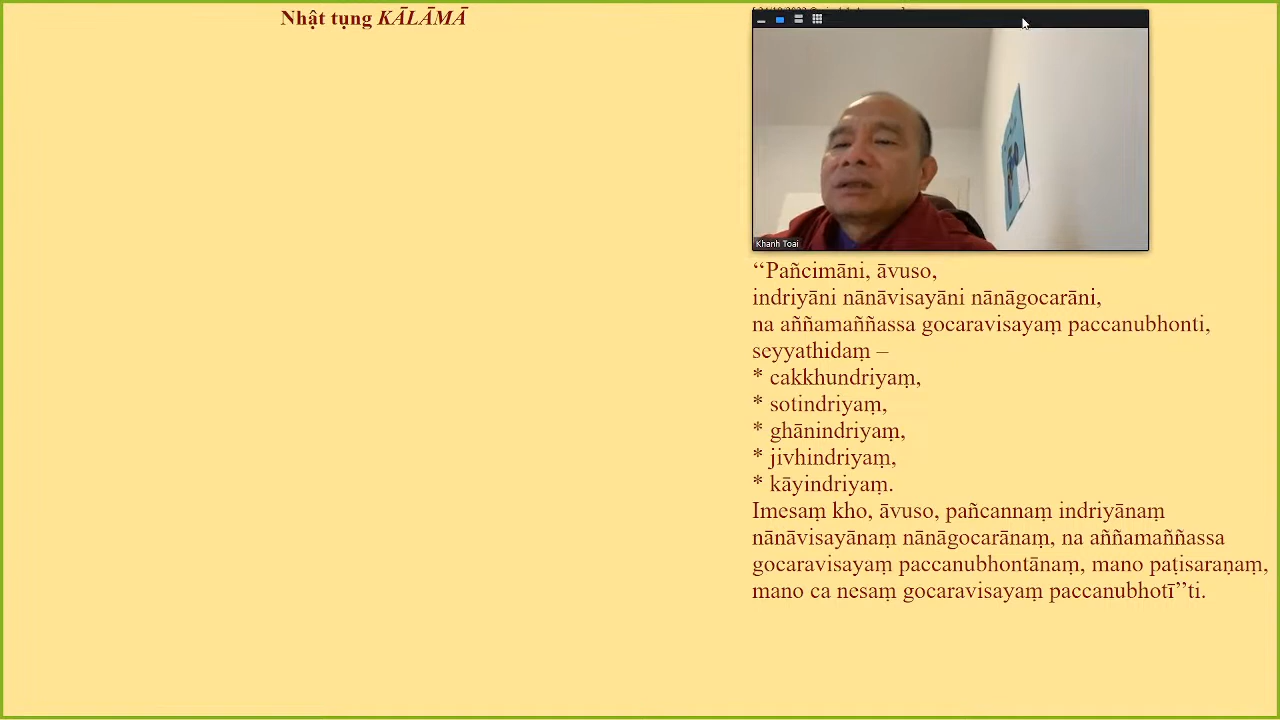 Nhật tụng KĀLĀMĀ
Khanh Toai
‘‘Pañcimāni, āvuso,
indriyāni nānāvisayāni nānāgocarāni,
na aññamaññassa gocaravisayaṃ paccanubhonti,
seyyathidaṃ –
* cakkhundriyaṃ,
* sotindriyaṃ,
* ghānindriyaṃ,
* jivhindriyaṃ,
* kāyindriyaṃ.
Imesaṃ kho, āvuso, pañcannaṃ indriyānaṃ
nānāvisayānaṃ nānāgocarānaṃ, na aññamaññassa
gocaravisayaṃ paccanubhontānaṃ, mano paṭisaraṇaṃ,
mano ca nesaṃ gocaravisayaṃ paccanubhotī’’ti.